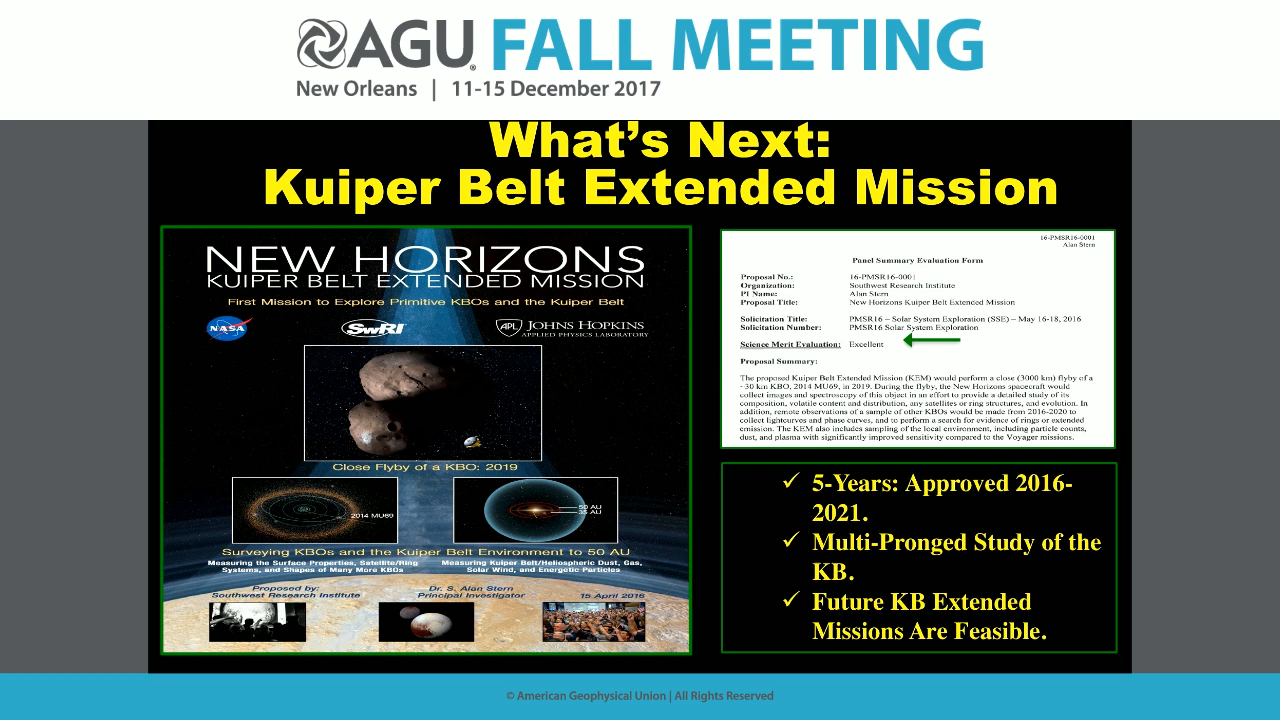 AGU FALL MEETING
New Orleans | 11-15 December 2017
What's Next:
Kuiper Belt Extended Mission
NEW HORIZONS
KUIPER BELT EXTENDED MISSION
First Mission to Explore Primitive KBOs and the Kuiper Belt
NASA
SwRI
APL JOHNS HOPKINS
APPLIED PHYSICS LABORATORY
Close Flyby of a KBO: 2019
2014 MU69
50 AU
35 AU
Surveying KBOs and the Kuiper Belt Environment to 50 AU
Measuring the Surface Properties, Satellite/Ring
Systems, and Shapes of Many More KBOs
Measuring Kuiper Belt/Heliospheric Dust, Gas,
Solar Wind, and Energetic Particles
Proposed by:
Southwest Research Institute
Dr. S. Alan Stern
Principal Investigator
15 April 2016
16-PMSR16-0001
Alan Stern
Panel Summary Evaluation Form
Proposal No.: 16-PMSR16-0001
Organization: Southwest Research Institute
PI Name: Alan Stern
Proposal Title: New Horizons Kuiper Belt Extended Mission
Solicitation Title: PMSR16 – Solar System Exploration (SSE) – May 16-18, 2016
Solicitation Number: PMSR16 Solar System Exploration
Science Merit Evaluation: Excellent
Proposal Summary:
The proposed Kuiper Belt Extended Mission (KEM) would perform a close (3000 km) flyby of a
~30 km KBO, 2014 MU69, in 2019. During the flyby, the New Horizons spacecraft would
collect images and spectroscopy of this object in an effort to provide a detailed study of its
composition, volatile content and distribution, any satellites or ring structures, and evolution. In
addition, remote observations of a sample of other KBOs would be made from 2016-2020 to
collect lightcurves and phase curves, and to perform a search for evidence of rings or extended
emission. The KEM also includes sampling of the local environment, including particle counts,
dust, and plasma with significantly improved sensitivity compared to the Voyager missions.
✓ 5-Years: Approved 2016-
2021.
✓ Multi-Pronged Study of the
KB.
✓ Future KB Extended
Missions Are Feasible.
© American Geophysical Union | All Rights Reserved